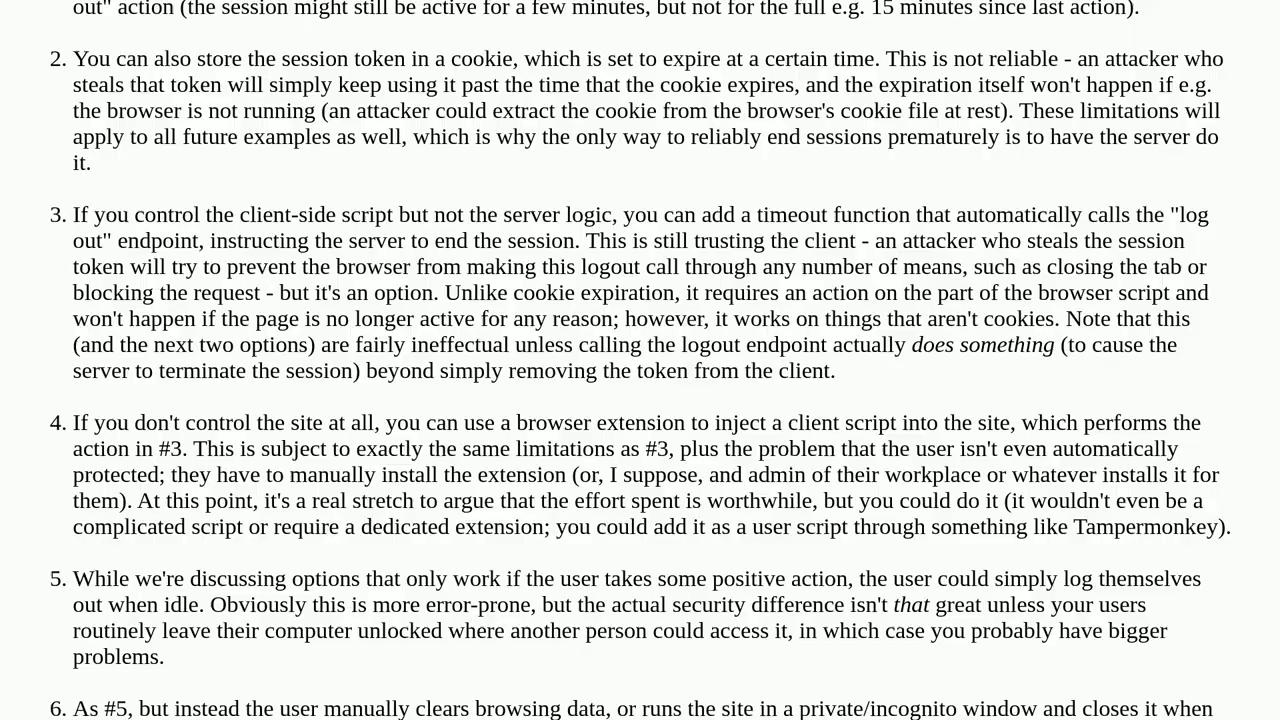 out" action (the session might still be active for a few minutes, but not for the full e.g. 15 minutes since last action).
2. You can also store the session token in a cookie, which is set to expire at a certain time. This is not reliable - an attacker who
steals that token will simply keep using it past the time that the cookie expires, and the expiration itself won't happen if e.g.
the browser is not running (an attacker could extract the cookie from the browser's cookie file at rest). These limitations will
apply to all future examples as well, which is why the only way to reliably end sessions prematurely is to have the server do
it.
3. If you control the client-side script but not the server logic, you can add a timeout function that automatically calls the "log
out" endpoint, instructing the server to end the session. This is still trusting the client - an attacker who steals the session
token will try to prevent the browser from making this logout call through any number of means, such as closing the tab or
blocking the request - but it's an option. Unlike cookie expiration, it requires an action on the part of the browser script and
won't happen if the page is no longer active for any reason; however, it works on things that aren't cookies. Note that this
(and the next two options) are fairly ineffectual unless calling the logout endpoint actually does something (to cause the
server to terminate the session) beyond simply removing the token from the client.
4. If you don't control the site at all, you can use a browser extension to inject a client script into the site, which performs the
action in #3. This is subject to exactly the same limitations as #3, plus the problem that the user isn't even automatically
protected; they have to manually install the extension (or, I suppose, and admin of their workplace or whatever installs it for
them). At this point, it's a real stretch to argue that the effort spent is worthwhile, but you could do it (it wouldn't even be a
complicated script or require a dedicated extension; you could add it as a user script through something like Tampermonkey).
5. While we're discussing options that only work if the user takes some positive action, the user could simply log themselves
out when idle. Obviously this is more error-prone, but the actual security difference isn't that great unless your users
routinely leave their computer unlocked where another person could access it, in which case you probably have bigger
problems.
6. As #5, but instead the user manually clears browsing data, or runs the site in a private/incognito window and closes it when